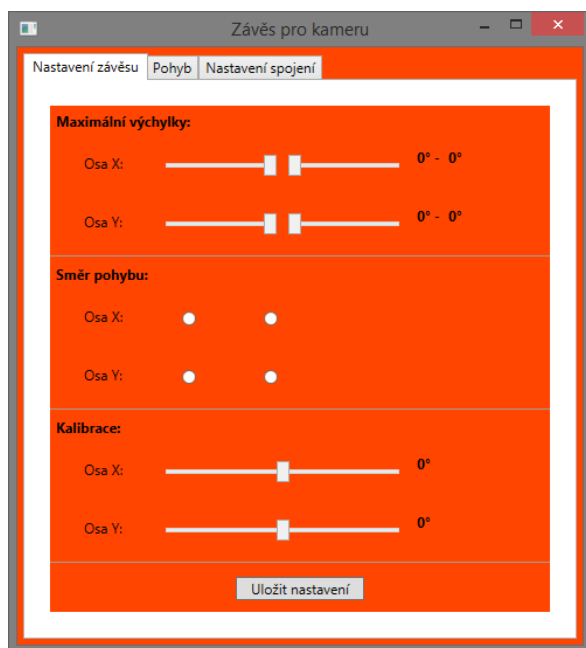 Závěs pro kameru
Nastavení závěsu Pohyb Nastavení spojení
Maximální výchylky:
Osa X: 0° - 0°
Osa Y: 0° - 0°
Směr pohybu:
Osa X:
Osa Y:
Kalibrace:
Osa X: 0°
Osa Y: 0°
Uložit nastavení